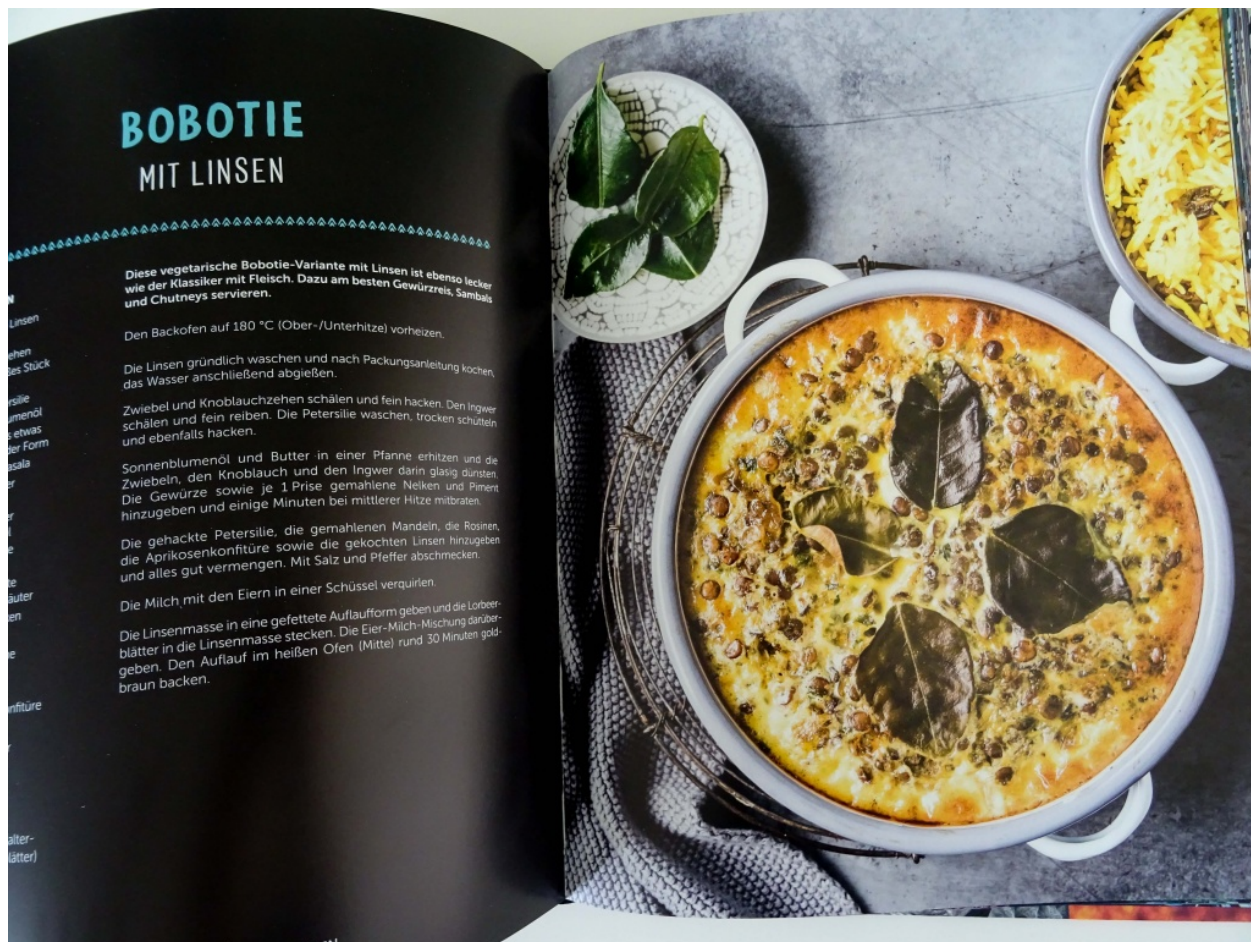 BOBOTIE
MIT LINSEN
Linsen
Stück
der Form
Diese vegetarische Bobotie-Variante mit Linsen ist ebenso lecker
wie der Klassiker mit Fleisch. Dazu am besten Gewürzreis, Sambals
und Chutneys servieren.
Den Backofen auf 180 °C (Ober-/Unterhitze) vorheizen.
Die Linsen gründlich waschen und nach Packungsanleitung kochen,
das Wasser anschließend abgießen.
Zwiebel und Knoblauchzehen schälen und fein hacken. Den Ingwer
schälen und fein reiben. Die Petersilie waschen, trocken schütteln
und ebenfalls hacken.
Sonnenblumenöl und Butter in einer Pfanne erhitzen und die
Zwiebeln, den Knoblauch und den Ingwer darin glasig dünsten.
Die Gewürze sowie je 1 Prise gemahlene Nelken und Piment
hinzugeben und einige Minuten bei mittlerer Hitze mitbraten.
Die gehackte Petersilie, die gemahlenen Mandeln, die Rosinen,
die Aprikosenkonfitüre sowie die gekochten Linsen hinzugeben
und alles gut vermengen. Mit Salz und Pfeffer abschmecken.
Die Milch mit den Eiern in einer Schüssel verquirlen.
Die Linsenmasse in eine gefettete Auflaufform geben und die Lorbeer-
blätter in die Linsenmasse stecken. Die Eier-Milch-Mischung darüber-
geben. Den Auflauf im heißen Ofen (Mitte) rund 30 Minuten gold-
braun backen.